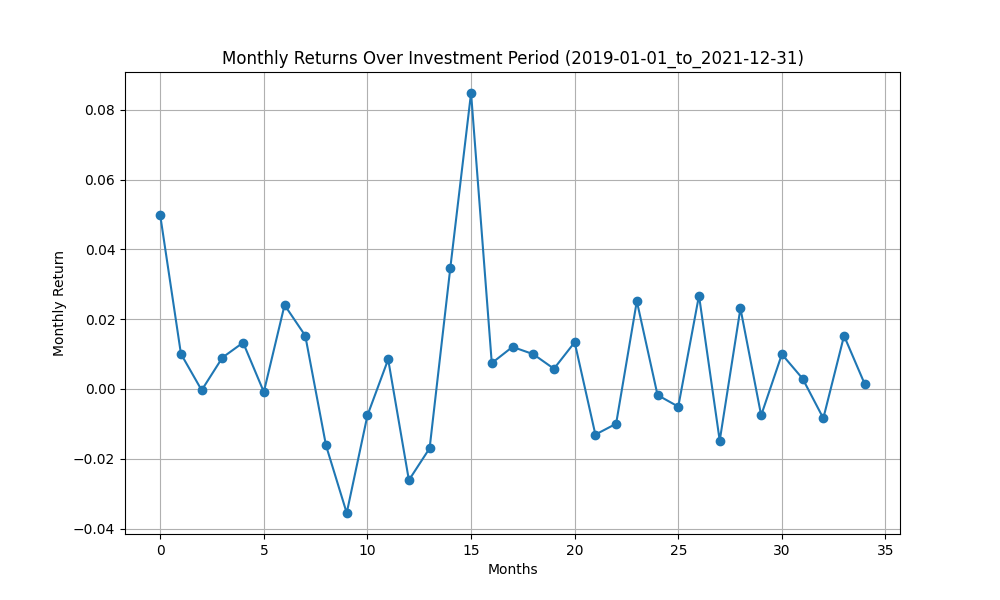 Monthly Returns Over Investment Period (2019-01-01_to_2021-12-31)
Monthly Return
0.08
0.06
0.04
0.02
0.00
−0.02
−0.04
0 5 10 15 20 25 30 35
Months